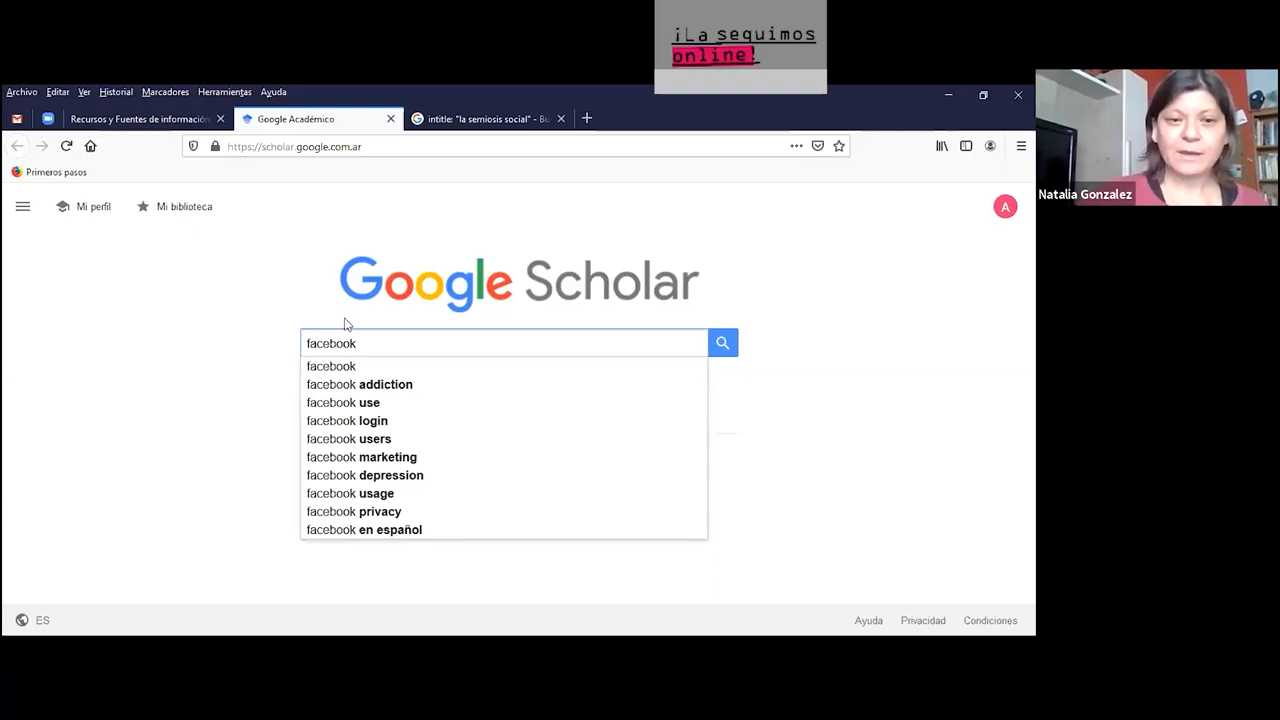 ¡La seguimos
online!
Archivo Editar Ver Historial Marcadores Herramientas Ayuda
Recursos y Fuentes de información
Google Académico
intitle: "la semiosis social" - Bu
https://scholar.google.com.ar
Primeros pasos
Mi perfil
Mi biblioteca
A
Natalia Gonzalez
Google Scholar
facebook
facebook
facebook addiction
facebook use
facebook login
facebook users
facebook marketing
facebook depression
facebook usage
facebook privacy
facebook en español
ES
Ayuda Privacidad Condiciones